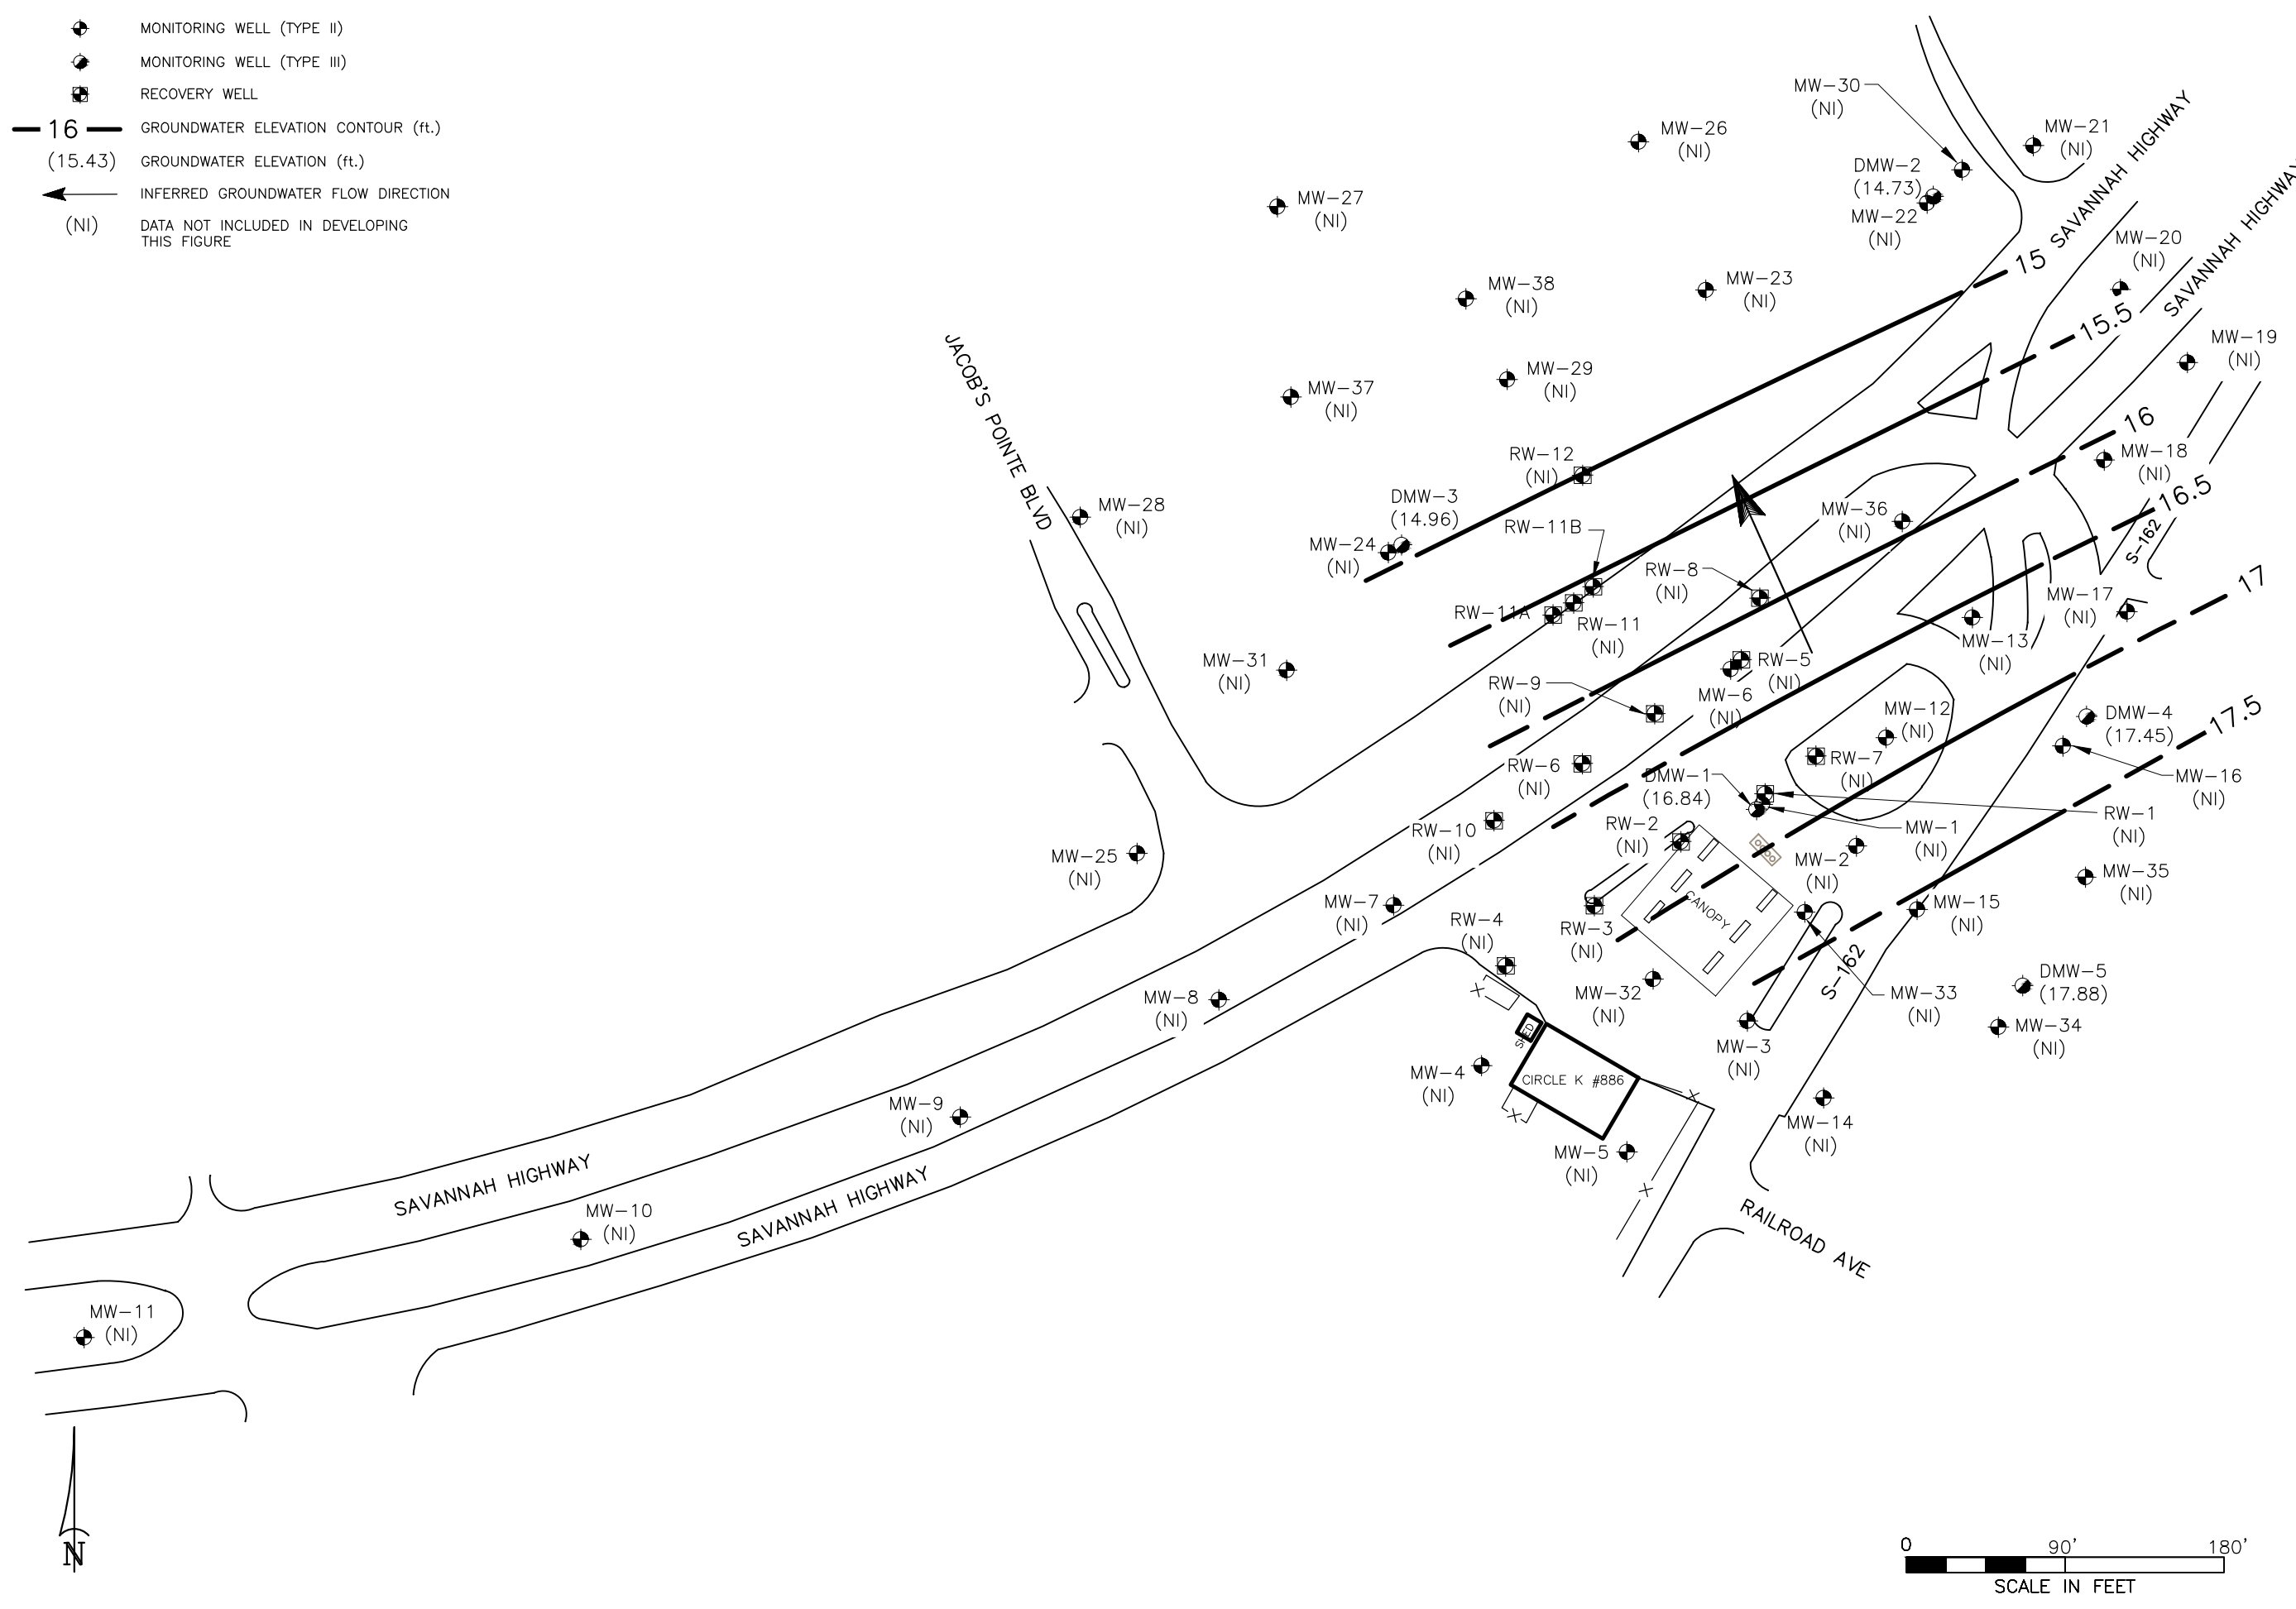 MONITORING WELL (TYPE II)
MONITORING WELL (TYPE III)
RECOVERY WELL
16
GROUNDWATER ELEVATION CONTOUR (ft.)
(15.43)
GROUNDWATER ELEVATION (ft.)
INFERRED GROUNDWATER FLOW DIRECTION
(NI)
DATA NOT INCLUDED IN DEVELOPING
THIS FIGURE
MW-30
(NI)
MW-26
(NI)
MW-21
(NI)
DMW-2
(14.73)
MW-22
(NI)
MW-27
(NI)
SAVANNAH HIGHWAY
SAVANNAH HIGHWAY
MW-20
(NI)
15
MW-38
(NI)
MW-23
(NI)
15.5
MW-19
(NI)
JACOB'S POINTE BLVD
MW-37
(NI)
MW-29
(NI)
16
MW-18
(NI)
RW-12
(NI)
16.5
DMW-3
(14.96)
MW-28
(NI)
MW-24
(NI)
RW-11B
MW-36
(NI)
S-162
RW-8
(NI)
17
MW-17
(NI)
RW-11A
RW-11
(NI)
MW-13
(NI)
MW-31
(NI)
RW-5
(NI)
RW-9
(NI)
MW-6
(NI)
MW-12
(NI)
DMW-4
(17.45)
17.5
RW-6
(NI)
RW-7
(NI)
DMW-1
(16.84)
MW-16
(NI)
RW-10
(NI)
RW-2
(NI)
MW-1
(NI)
RW-1
(NI)
MW-25
(NI)
MW-2
(NI)
MW-35
(NI)
MW-7
(NI)
RW-4
(NI)
RW-3
(NI)
CANOPY
MW-15
(NI)
S-162
DMW-5
(17.88)
MW-8
(NI)
MW-32
(NI)
MW-33
(NI)
X
SHED
MW-3
(NI)
MW-34
(NI)
MW-4
(NI)
CIRCLE K #886
X
X
MW-9
(NI)
MW-14
(NI)
MW-5
(NI)
X
SAVANNAH HIGHWAY
SAVANNAH HIGHWAY
MW-10
(NI)
RAILROAD AVE
MW-11
(NI)
N
0
90'
180'
SCALE IN FEET